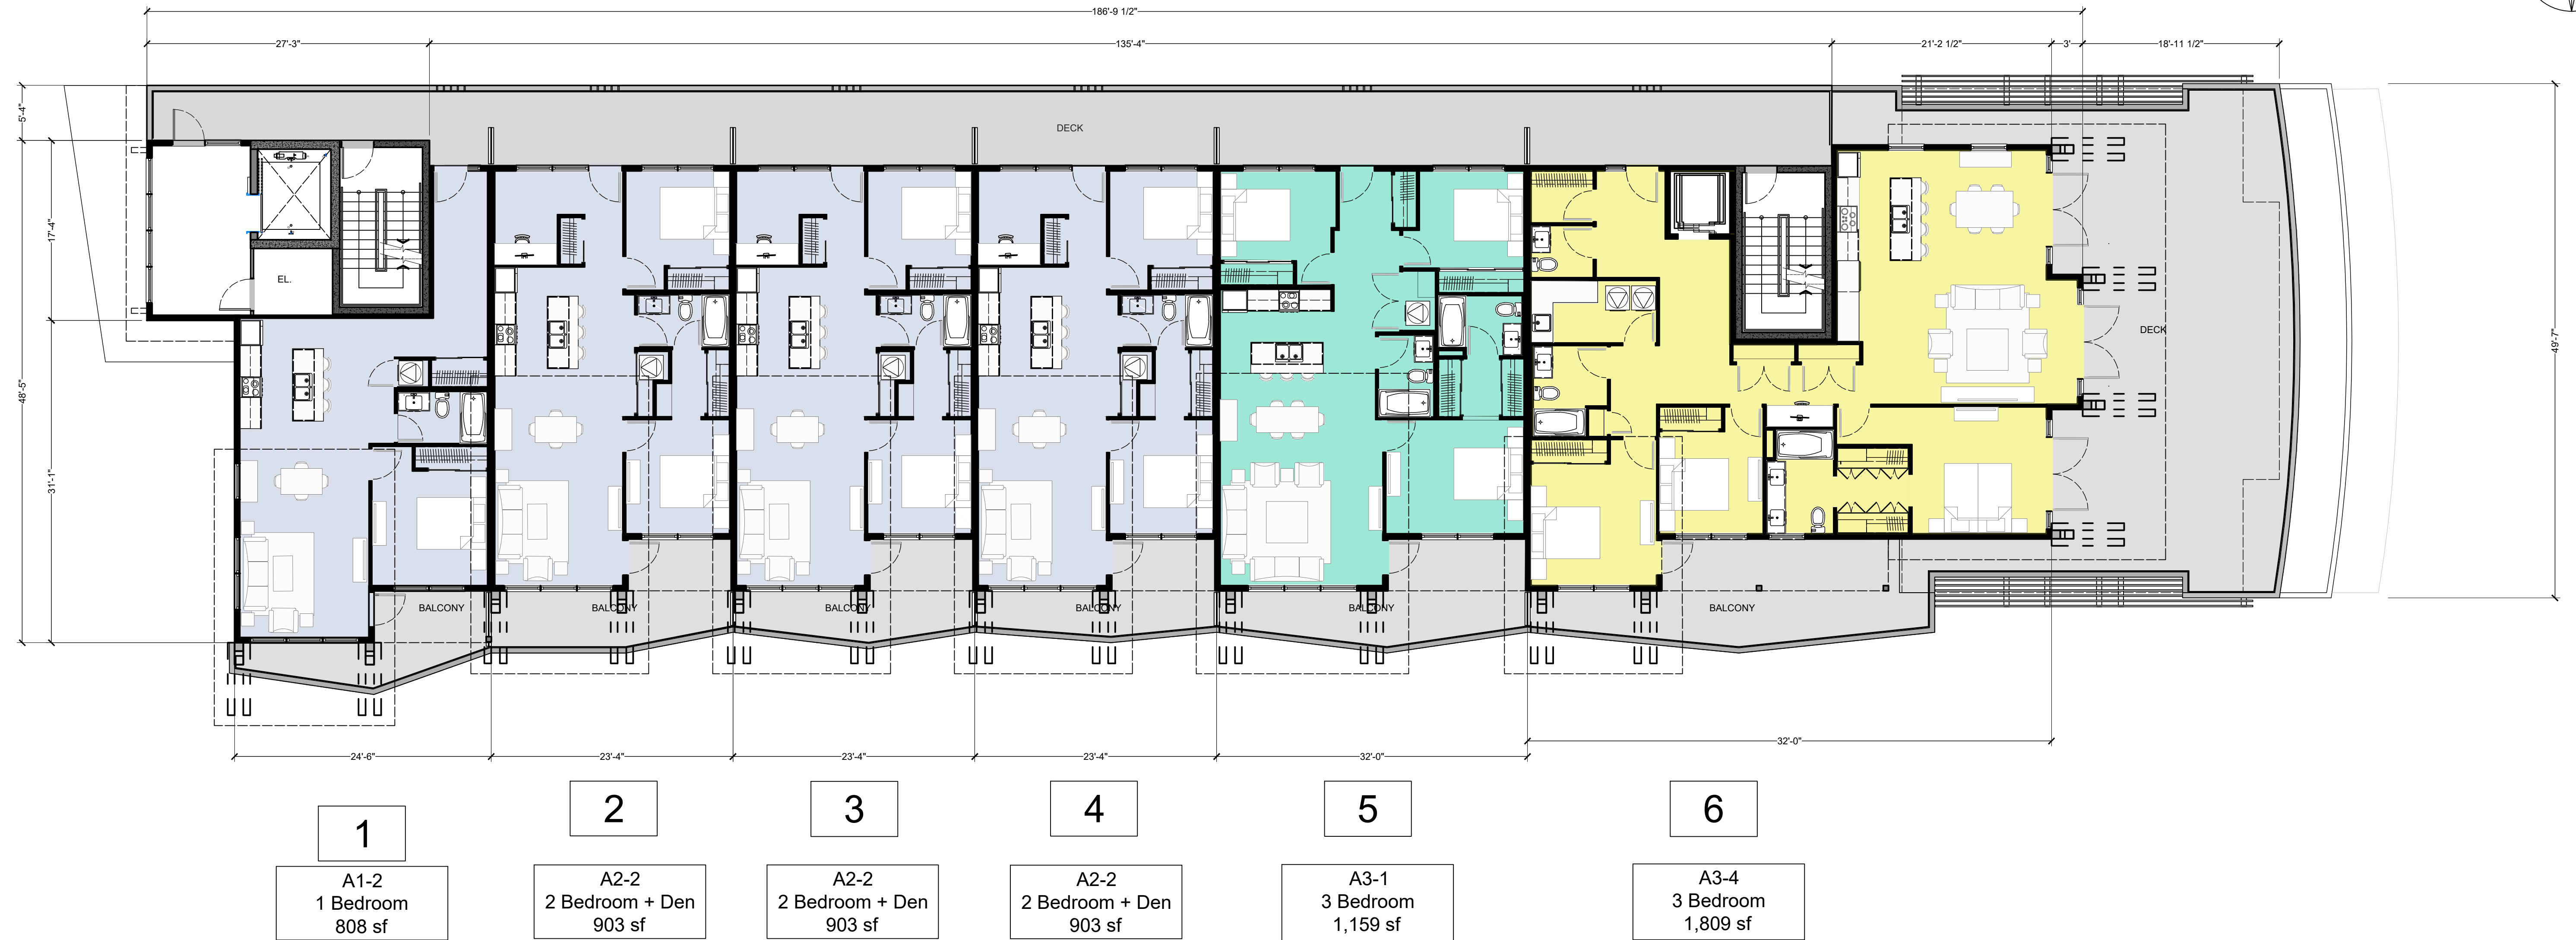 186'-9 1/2"
27'-3"
135'-4"
21'-2 1/2"
3'
18'-11 1/2"
5'-4"
DECK
17'-4"
EL.
48'-5"
31'-1"
DECK
49'-7"
BALCONY
BALCONY
BALCONY
BALCONY
BALCONY
BALCONY
24'-6"
23'-4"
23'-4"
23'-4"
32'-0"
32'-0"
1
2
3
4
5
6
A1-2
1 Bedroom
808 sf
A2-2
2 Bedroom + Den
903 sf
A2-2
2 Bedroom + Den
903 sf
A2-2
2 Bedroom + Den
903 sf
A3-1
3 Bedroom
1,159 sf
A3-4
3 Bedroom
1,809 sf